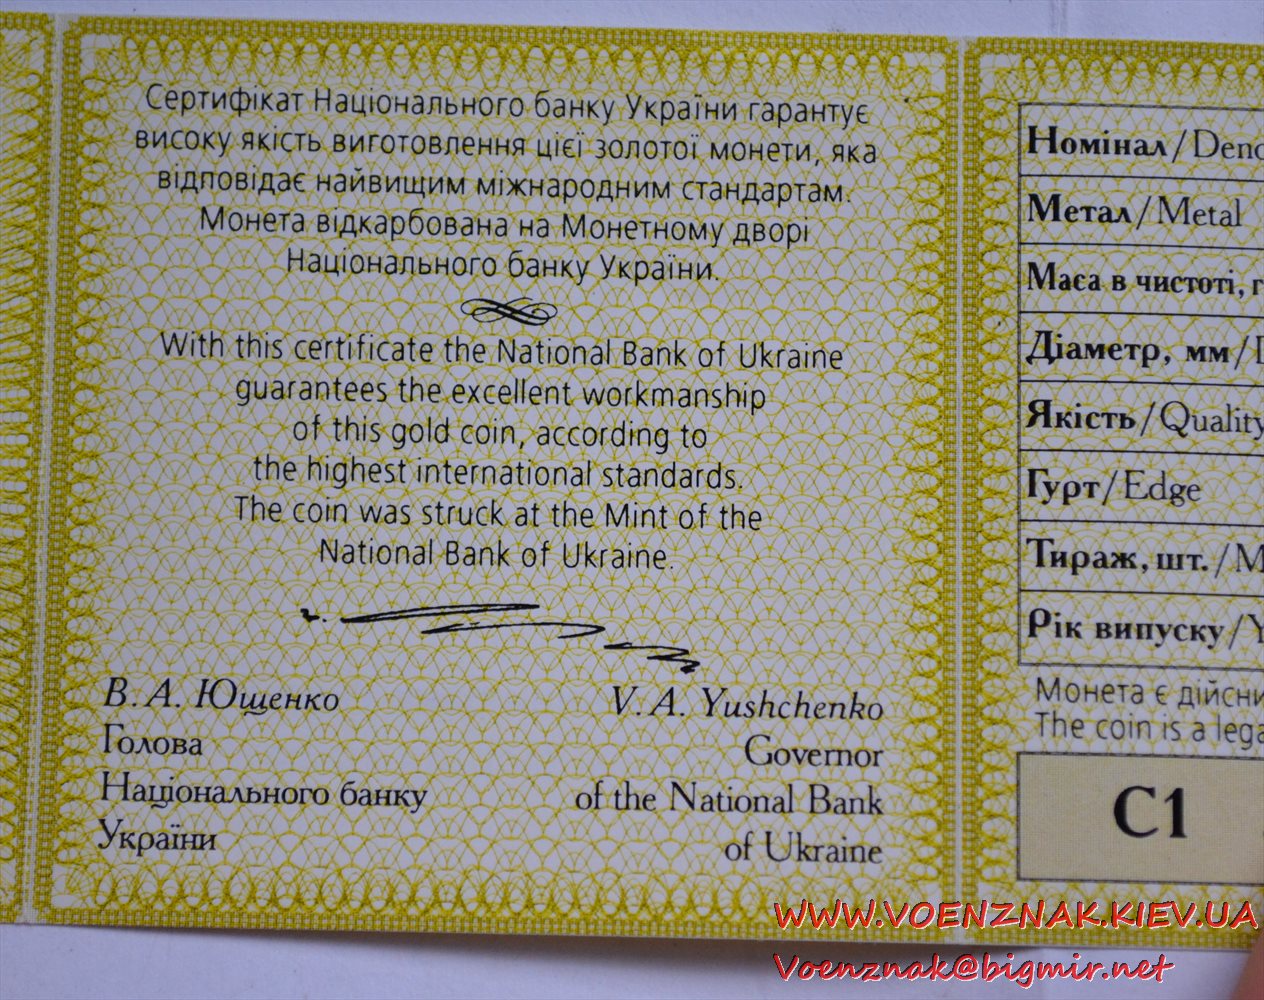 Сертифікат Національного банку України гарантує
високу якість виготовлення цієї золотої монети, яка
відповідає найвищим міжнародним стандартам.
Монета відкарбована на Монетному дворі
Національного банку України.
With this certificate the National Bank of Ukraine
guarantees the excellent workmanship
of this gold coin, according to
the highest international standards.
The coin was struck at the Mint of the
National Bank of Ukraine.
В. А. Ющенко
Голова
Національного банку
України
V. A. Yushchenko
Governor
of the National Bank
of Ukraine
Номінал/Deno
Метал/Metal
Маса в чистоті, г
Діаметр, мм/
Якість/Quality
Гурт/Edge
Тираж, шт./M
Рік випуску/Y
Монета є дійсни
The coin is a lega
C1
WWW.VOENZNAK.KIEV.UA
Voenznak@bigmir.net